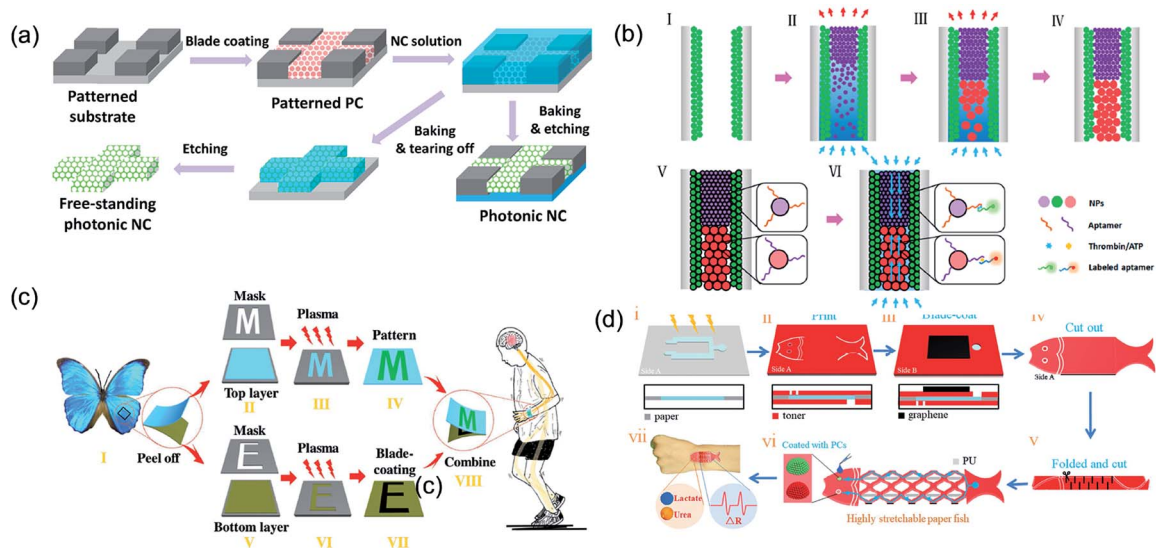 (a)
Blade coating
NC solution
Patterned
substrate
Patterned PC
Baking
& tearing off
Baking
& etching
Etching
Free-standing
photonic NC
Photonic NC
(b)
I
II
III
IV
V
VI
NPs
Aptamer
Thrombin/ATP
Labeled aptamer
(c)
Mask
M
Plasma
M
Pattern
M
Top layer
II
III
IV
I
Peel off
Mask
E
Plasma
E
Blade-
coating
E
(c)
M
Combine
VIII
Bottom layer
V
VI
VII
(d)
i
ii
Print
iii
Blade-coat
iv
Cut out
Side A
Side A
Side B
Side A
paper
toner
graphene
vii
vi
Coated with PCs
PU
v
Folded and cut
Lactate
Urea
ΔR
Highly stretchable paper fish